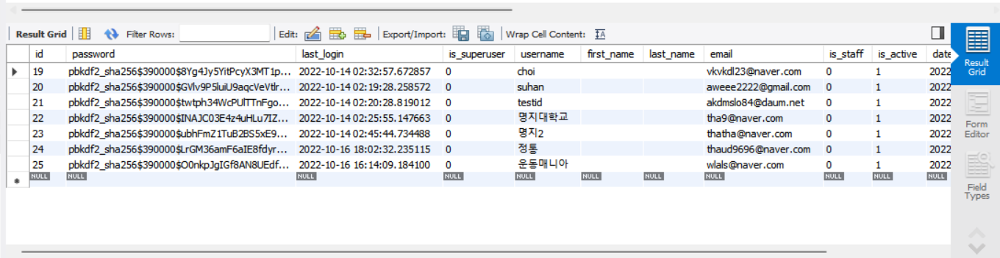 Result Grid Filter Rows: Edit: Export/Import: Wrap Cell Content:
id password last_login is_superuser username first_name last_name email is_staff is_active date
19 pbkdf2_sha256$390000$8Yg4Jy5YitPcyX3MT1p... 2022-10-14 02:32:57.672857 0 choi vkvkdl23@naver.com 0 1 2022
20 pbkdf2_sha256$390000$GVlv9P5luiU9aqcVeVtlr... 2022-10-14 02:19:28.258572 0 suhan aweee2222@gmail.com 0 1 2022
21 pbkdf2_sha256$390000$twtph34WcPUlTTnFgo... 2022-10-14 02:20:28.819012 0 testid akdmslo84@daum.net 0 1 2022
22 pbkdf2_sha256$390000$INAJC03E4z4uHLu7IZ... 2022-10-14 02:25:55.147663 0 명지대학교 tha9@naver.com 0 1 2022
23 pbkdf2_sha256$390000$ubhFmZ1TuB2BS5xE9... 2022-10-14 02:45:44.734488 0 명지2 thatha@naver.com 0 1 2022
24 pbkdf2_sha256$390000$LrGM36amF6aIE8fdyr... 2022-10-16 18:02:32.235115 0 정통 thaud9696@naver.com 0 1 2022
25 pbkdf2_sha256$390000$O0nkpJgIGf8AN8UEdf... 2022-10-16 16:14:09.184100 0 운동매니아 wlals@naver.com 0 1 2022
NULL NULL NULL NULL NULL NULL NULL NULL NULL NULL NULL
Result
Grid
Form
Editor
Field
Types